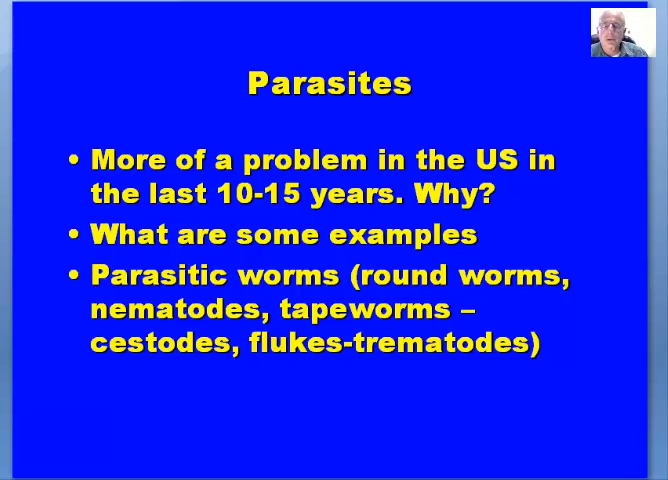 Parasites
• More of a problem in the US in
the last 10-15 years. Why?
• What are some examples
• Parasitic worms (round worms,
nematodes, tapeworms –
cestodes, flukes-trematodes)